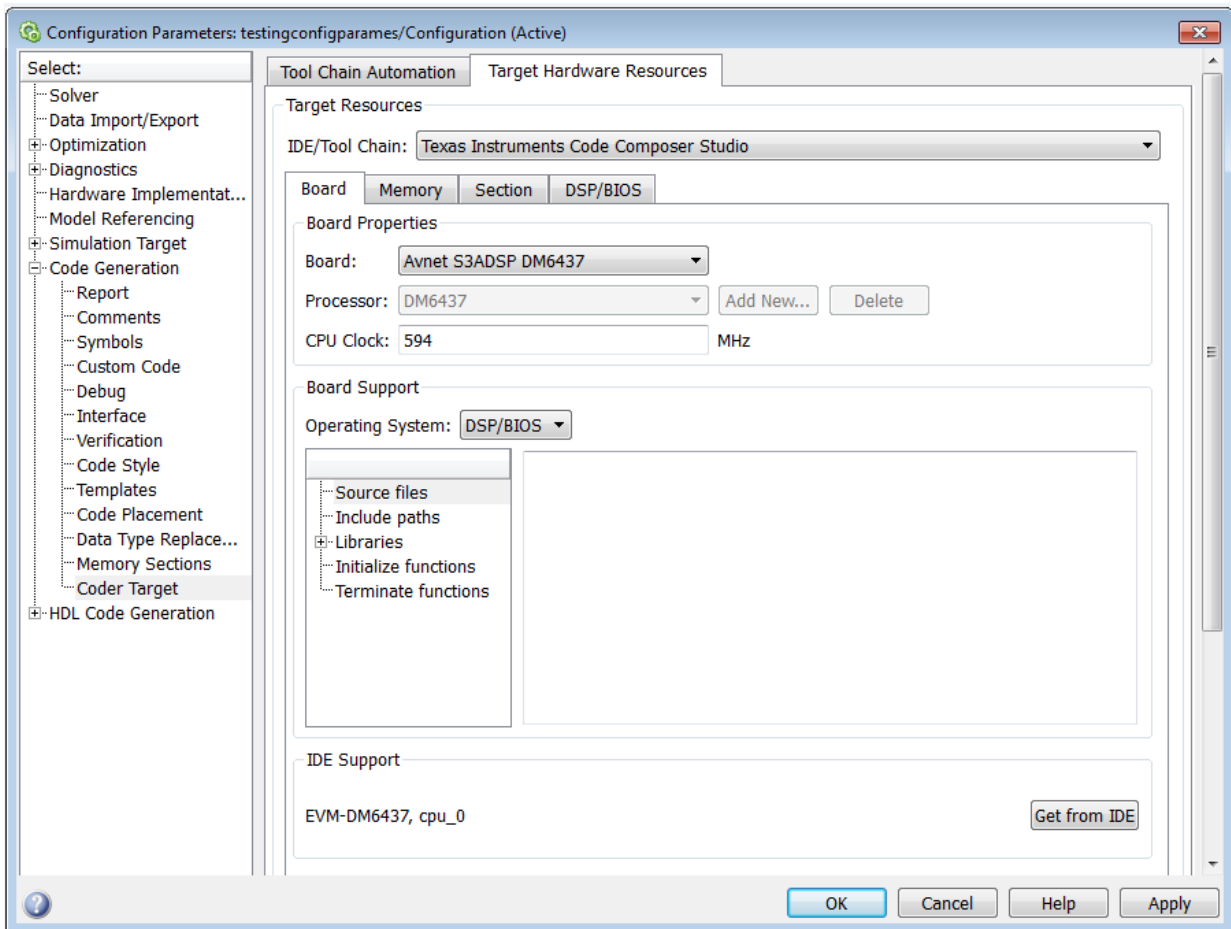 Configuration Parameters: testingconfigparames/Configuration (Active)
Select:
Solver
Data Import/Export
Optimization
Diagnostics
Hardware Implementat...
Model Referencing
Simulation Target
Code Generation
Report
Comments
Symbols
Custom Code
Debug
Interface
Verification
Code Style
Templates
Code Placement
Data Type Replace...
Memory Sections
Coder Target
HDL Code Generation
Tool Chain Automation Target Hardware Resources
Target Resources
IDE/Tool Chain: Texas Instruments Code Composer Studio
Board Memory Section DSP/BIOS
Board Properties
Board: Avnet S3ADSP DM6437
Processor: DM6437 Add New... Delete
CPU Clock: 594 MHz
Board Support
Operating System: DSP/BIOS
Source files
Include paths
Libraries
Initialize functions
Terminate functions
IDE Support
EVM-DM6437, cpu_0 Get from IDE
OK Cancel Help Apply